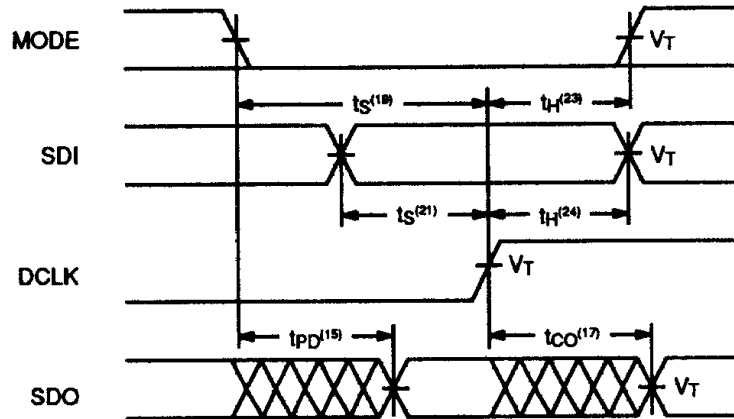 MODE VT
tS(19) tH(23)
SDI VT
tS(21) tH(24)
DCLK VT
tPD(15) tCO(17)
SDO VT